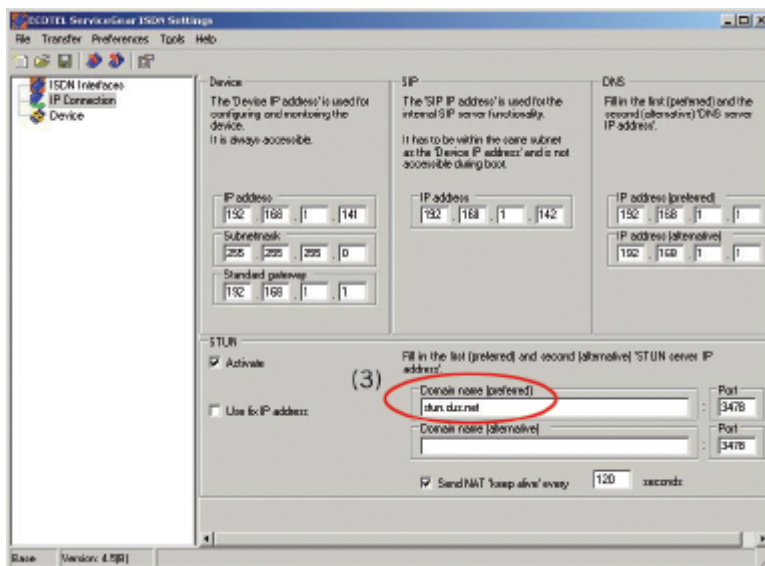 ECOTEL ServiceGear ISDN Settings
File Transfer Preferences Tools Help
ISDN Interfaces
IP Connection
Device
Device
The 'Device IP address' is used for
configuring and monitoring the
device.
It is always accessible.
IP address
192 . 168 . 1 . 141
Subnetmask
255 . 255 . 255 . 0
Standard gateway
192 . 168 . 1 . 1
SIP
The 'SIP IP address' is used for the
internal SIP server functionality.
It has to be within the same subnet
as the 'Device IP address' and is not
accessible during boot.
IP address
192 . 168 . 1 . 142
DNS
Fill in the first (preferred) and the
second (alternative) 'DNS server
IP address'.
IP address (preferred)
192 . 168 . 1 . 1
IP address (alternative)
192 . 168 . 1 . 1
STUN
Activate
Use fix IP address
(3)
Fill in the first (preferred) and second (alternative) 'STUN server IP
address'.
Domain name (preferred)
Port
stun.dus.net : 3478
Domain name (alternative)
Port
: 3478
Send NAT 'keep alive' every 120 seconds
Base Version: 4.5(B)